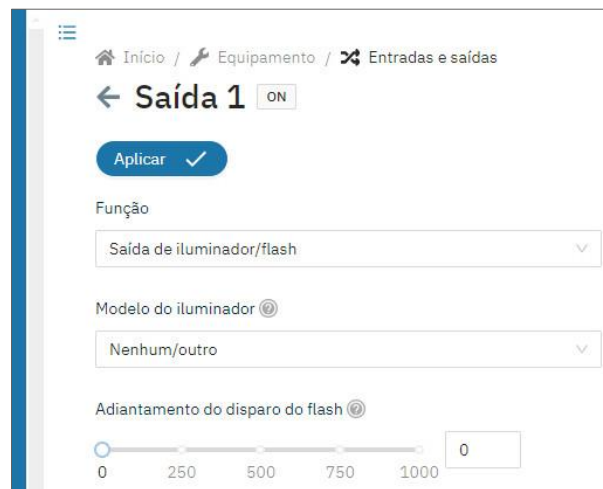 Início / Equipamento / Entradas e saídas
Saída 1 ON
Aplicar
Função
Saída de iluminador/flash
Modelo do iluminador
Nenhum/outro
Adiantamento do disparo do flash
0
0 250 500 750 1000